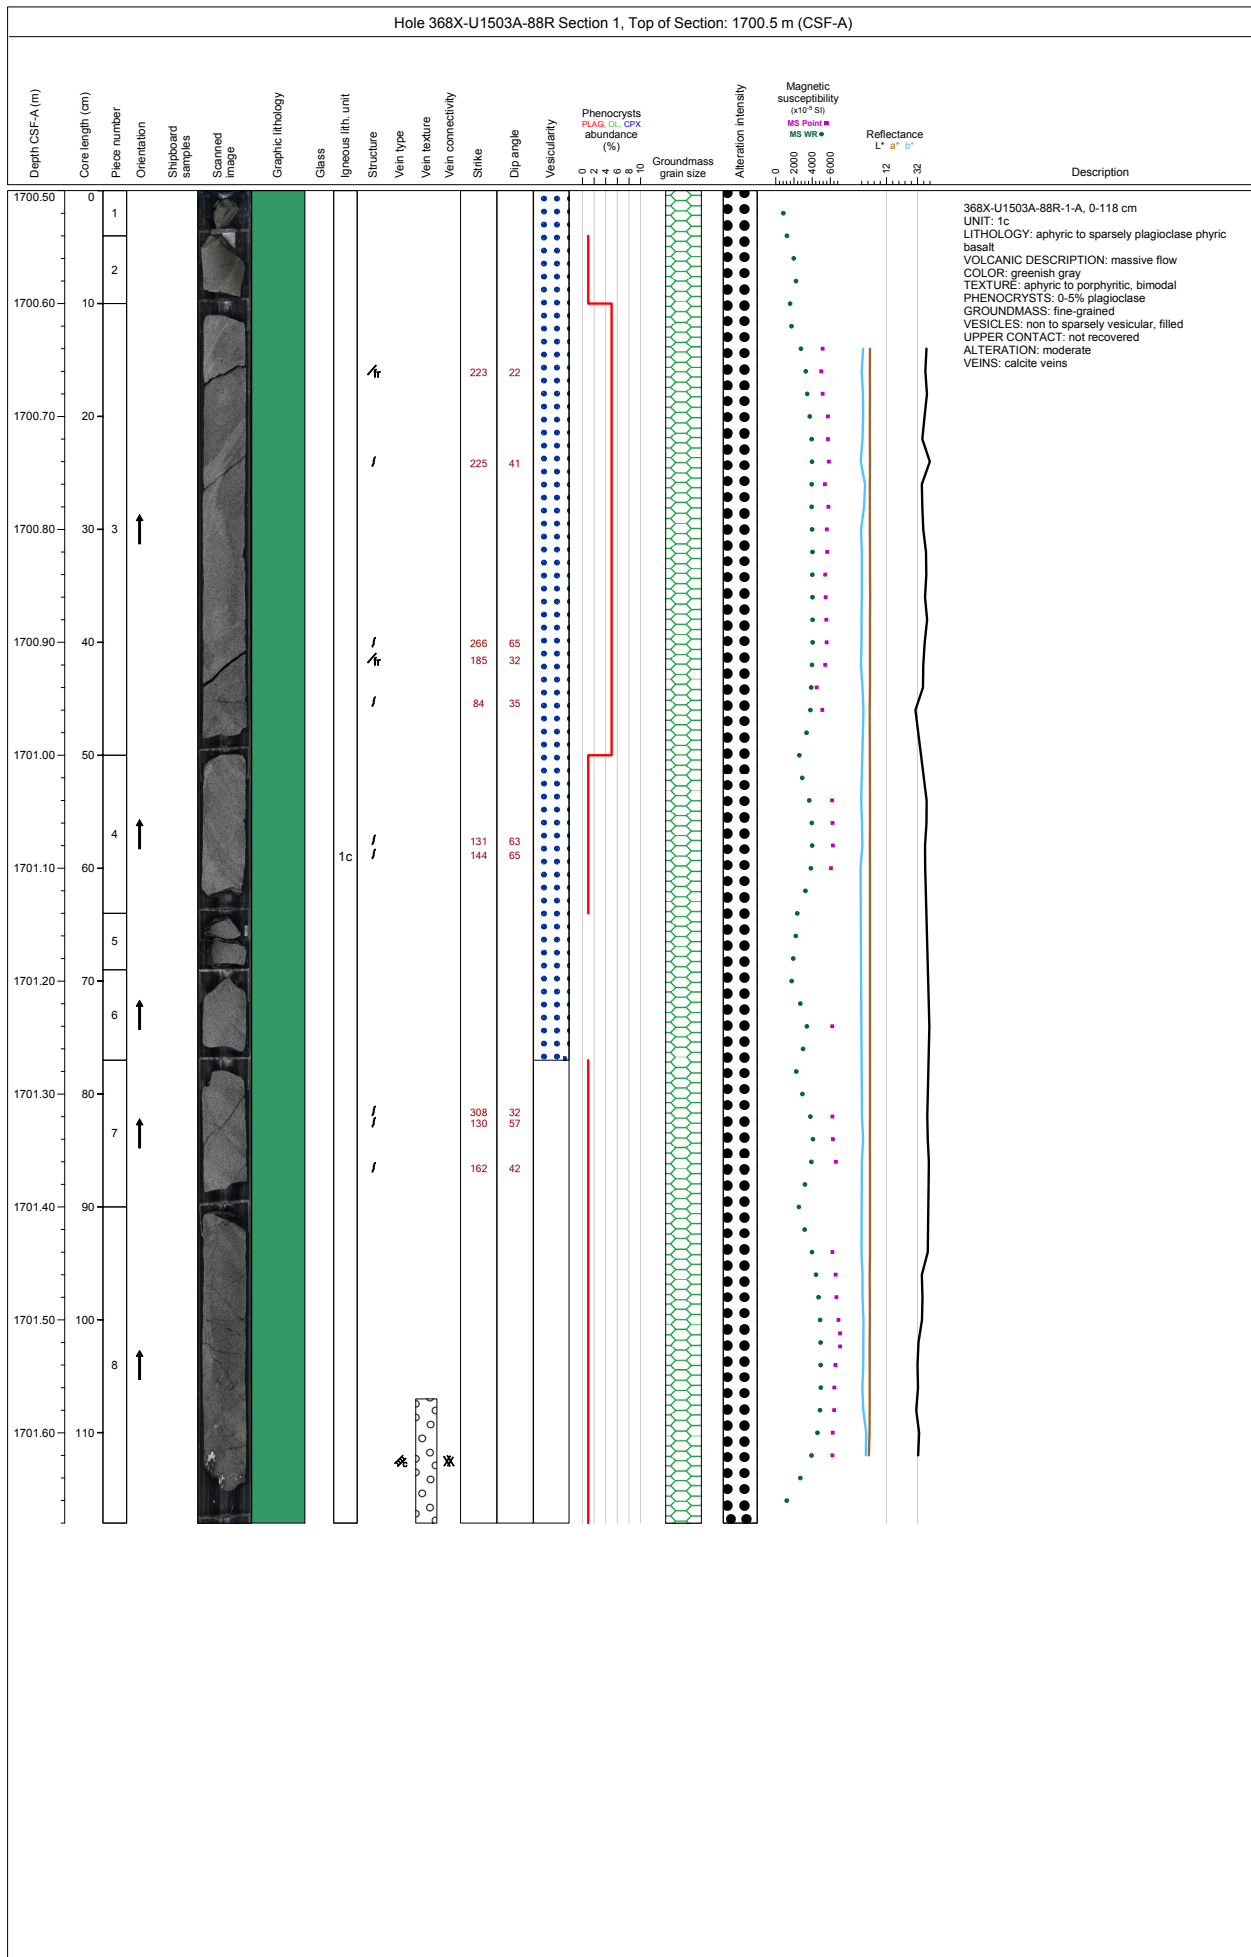 Hole 368X-U1503A-88R Section 1, Top of Section: 1700.5 m (CSF-A)
Depth CSF-A (m)
Core length (cm)
Piece number
Orientation
Shipboard
samples
Scanned
image
Graphic lithology
Glass
Igneous lith. unit
Structure
Vein type
Vein texture
Vein connectivity
Strike
Dip angle
Vesicularity
Phenocrysts
PLAG, OL, CPX
abundance
(%)
0 2 4 6 8 10
Groundmass
grain size
Alteration intensity
Magnetic
susceptibility
(x10-5 SI)
MS Point
MS WR
0 2000 4000 6000
Reflectance
L* a* b*
12 32
Description
1700.50 0
1700.60 10
1700.70 20
1700.80 30
1700.90 40
1701.00 50
1701.10 60
1701.20 70
1701.30 80
1701.40 90
1701.50 100
1701.60 110
1
2
3
4
5
6
7
8
1c
fr 223 22
225 41
266 65
fr 185 32
84 35
131 63
144 65
308 32
130 57
162 42
c
368X-U1503A-88R-1-A, 0-118 cm
UNIT: 1c
LITHOLOGY: aphyric to sparsely plagioclase phyric
basalt
VOLCANIC DESCRIPTION: massive flow
COLOR: greenish gray
TEXTURE: aphyric to porphyritic, bimodal
PHENOCRYSTS: 0-5% plagioclase
GROUNDMASS: fine-grained
VESICLES: non to sparsely vesicular, filled
UPPER CONTACT: not recovered
ALTERATION: moderate
VEINS: calcite veins